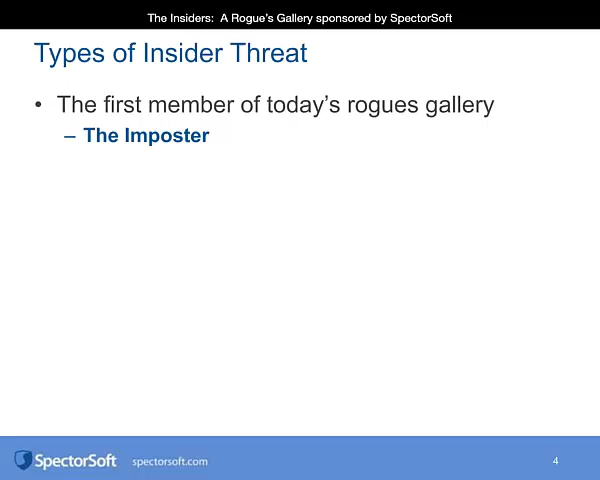 The Insiders:  A Rogue's Gallery sponsored by SpectorSoft
Types of Insider Threat
• The first member of today's rogues gallery
– The Imposter
SpectorSoft spectorsoft.com 4